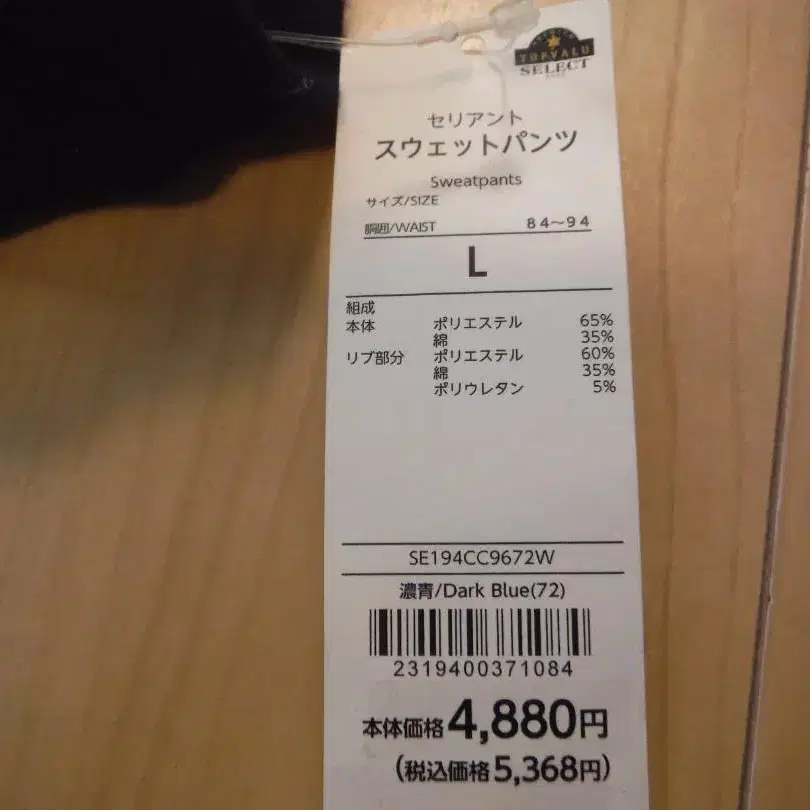 TOPVALU
SELECT
セリアント
スウェットパンツ
Sweatpants
サイズ/SIZE
胴囲/WAIST 84～94
L
組成
本体 ポリエステル 65%
綿 35%
リブ部分 ポリエステル 60%
綿 35%
ポリウレタン 5%
SE194CC9672W
濃青/Dark Blue(72)
2319400371084
本体価格4,880円
(税込価格5,368円)